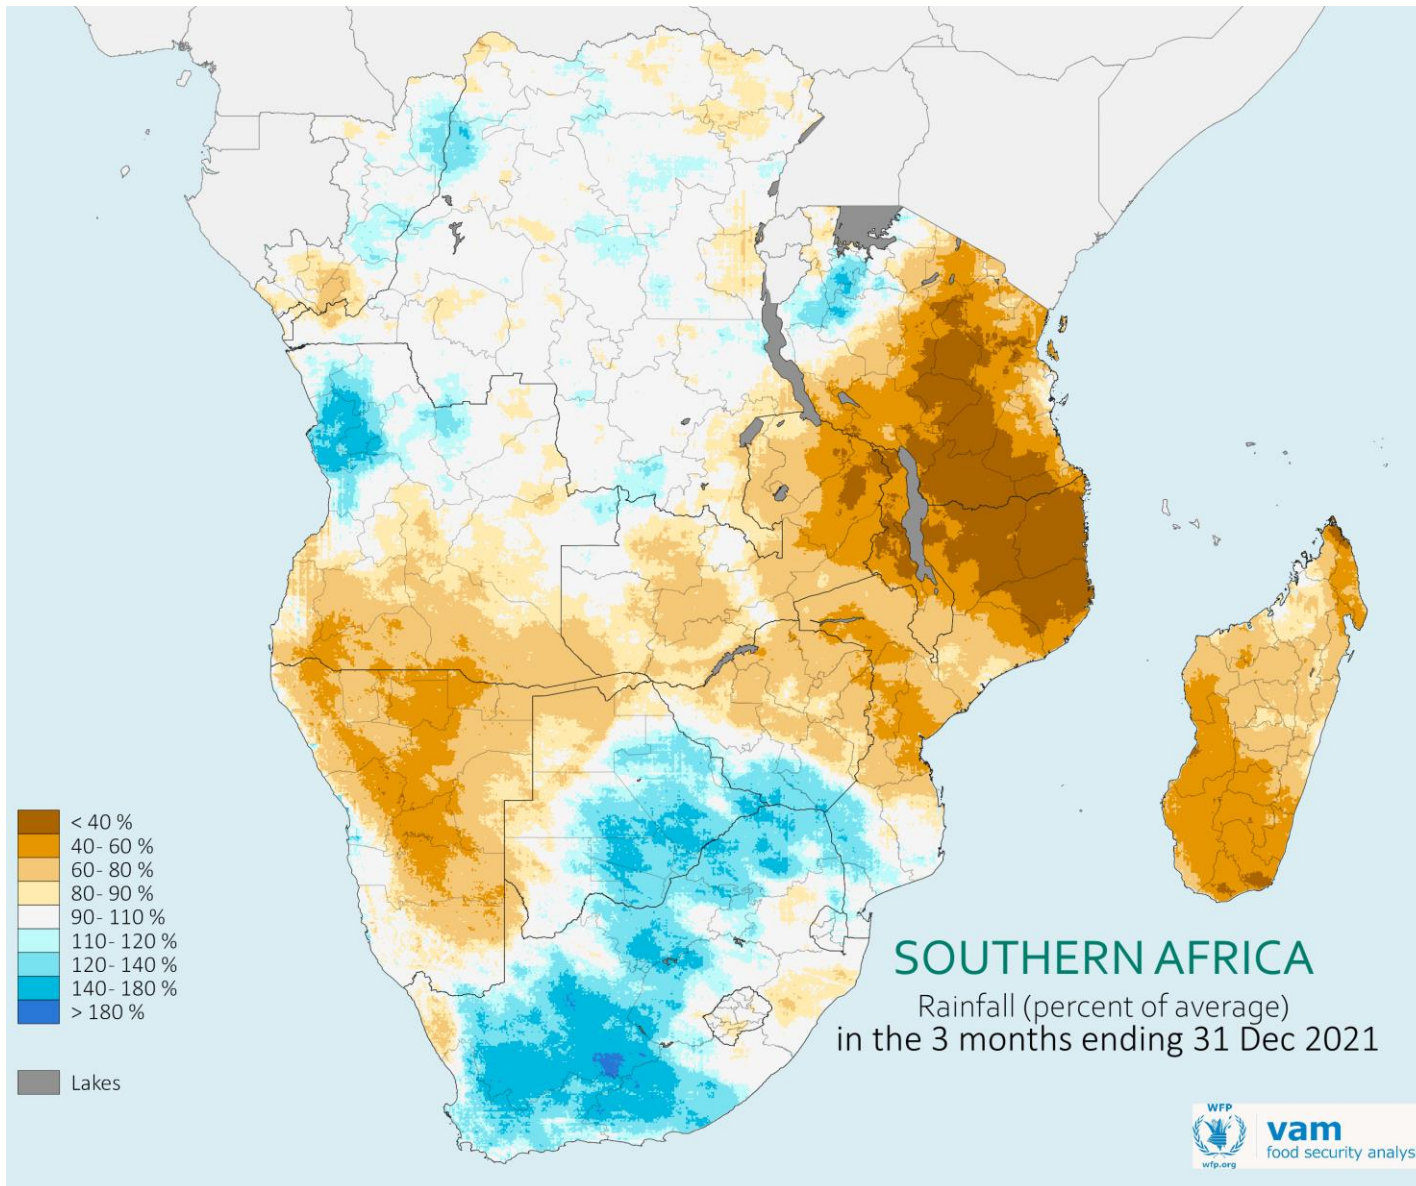 < 40 %
40- 60 %
60- 80 %
80- 90 %
90- 110 %
110- 120 %
120- 140 %
140- 180 %
> 180 %
Lakes
SOUTHERN AFRICA
Rainfall (percent of average)
in the 3 months ending 31 Dec 2021
WFP
wfp.org
vam
food security analys